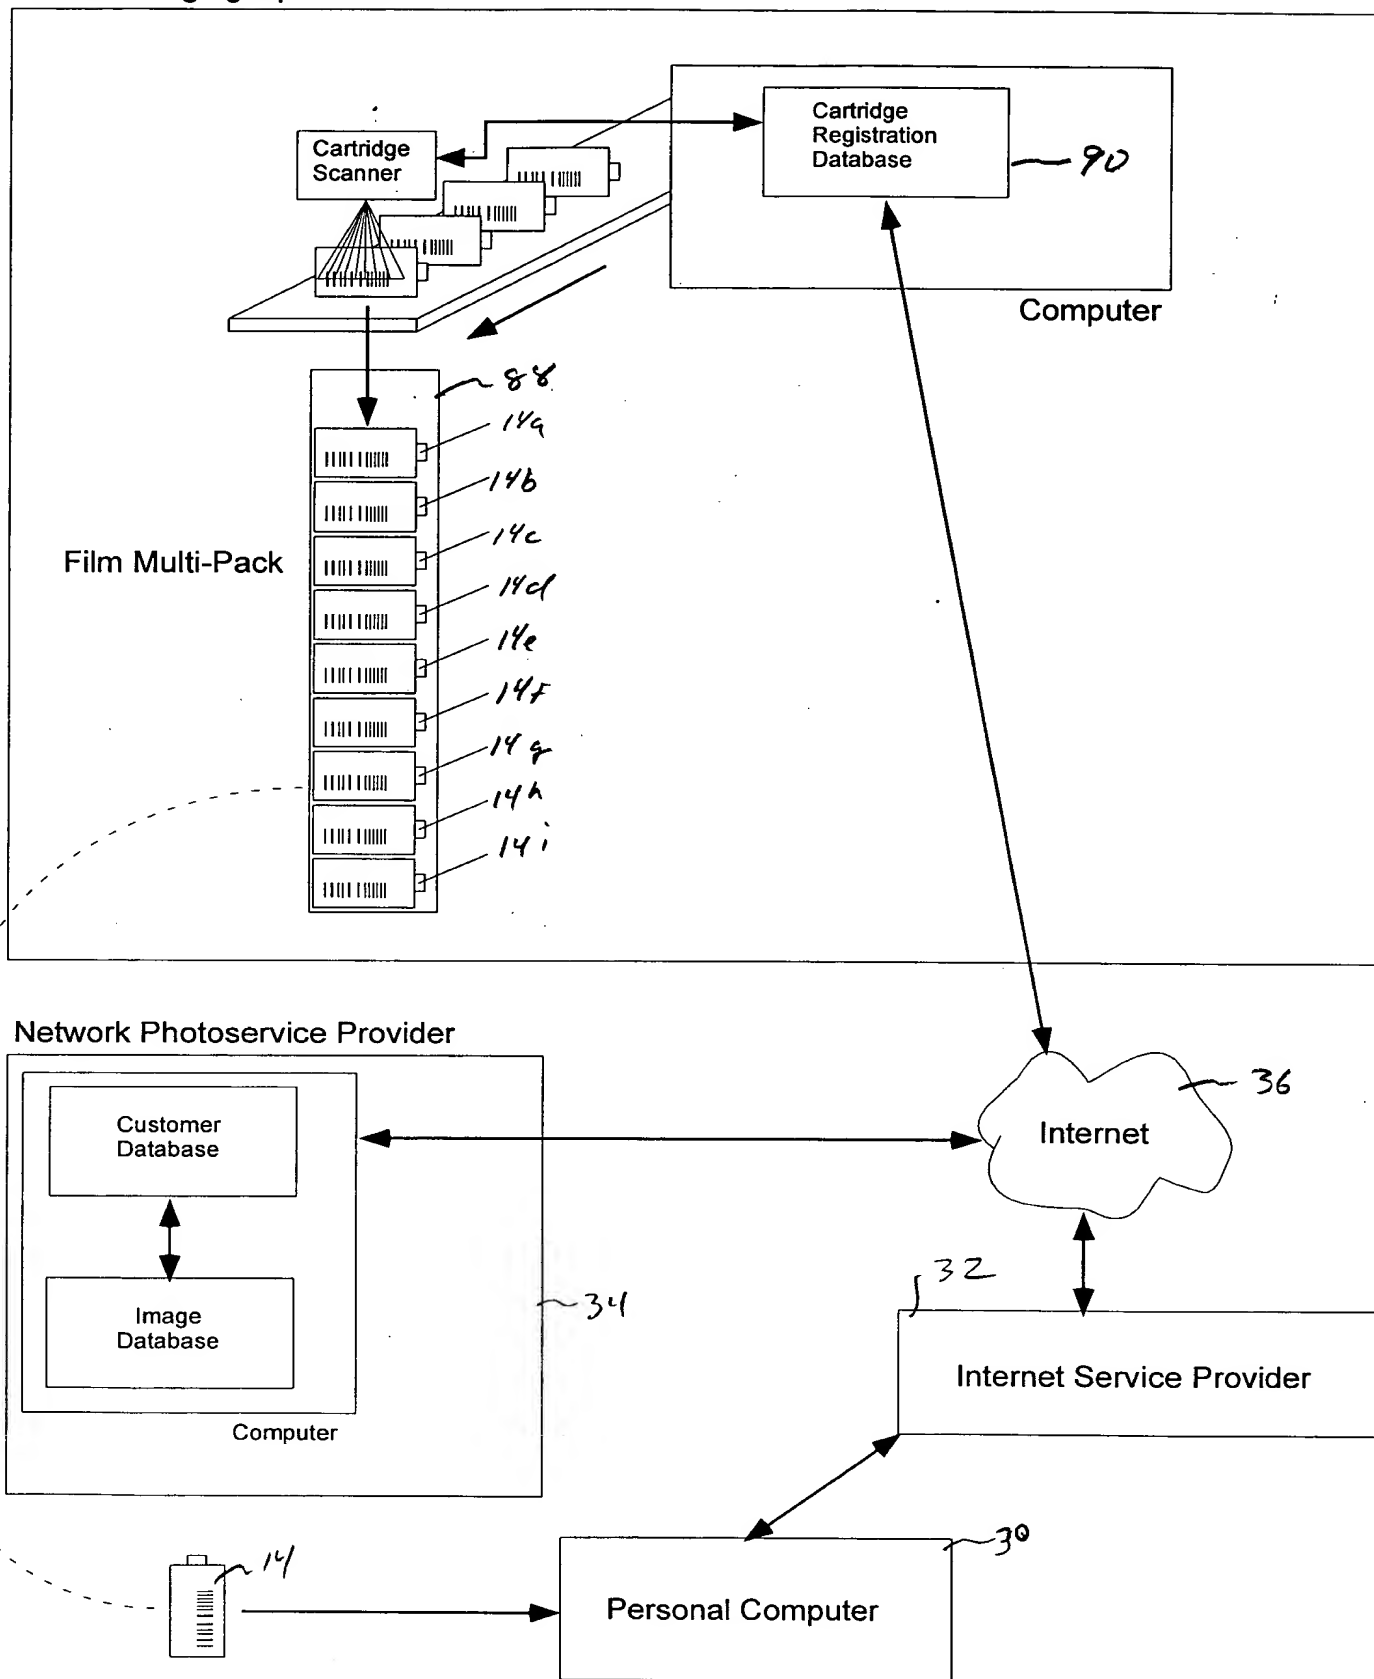 Cartridge
Scanner
Cartridge
Registration
Database
90
Computer
88
14a
14b
14c
Film Multi-Pack
14d
14e
14f
14g
14h
14i
Network Photoservice Provider
Customer
Database
Internet
36
Image
Database
34
32
Internet Service Provider
Computer
30
14
Personal Computer